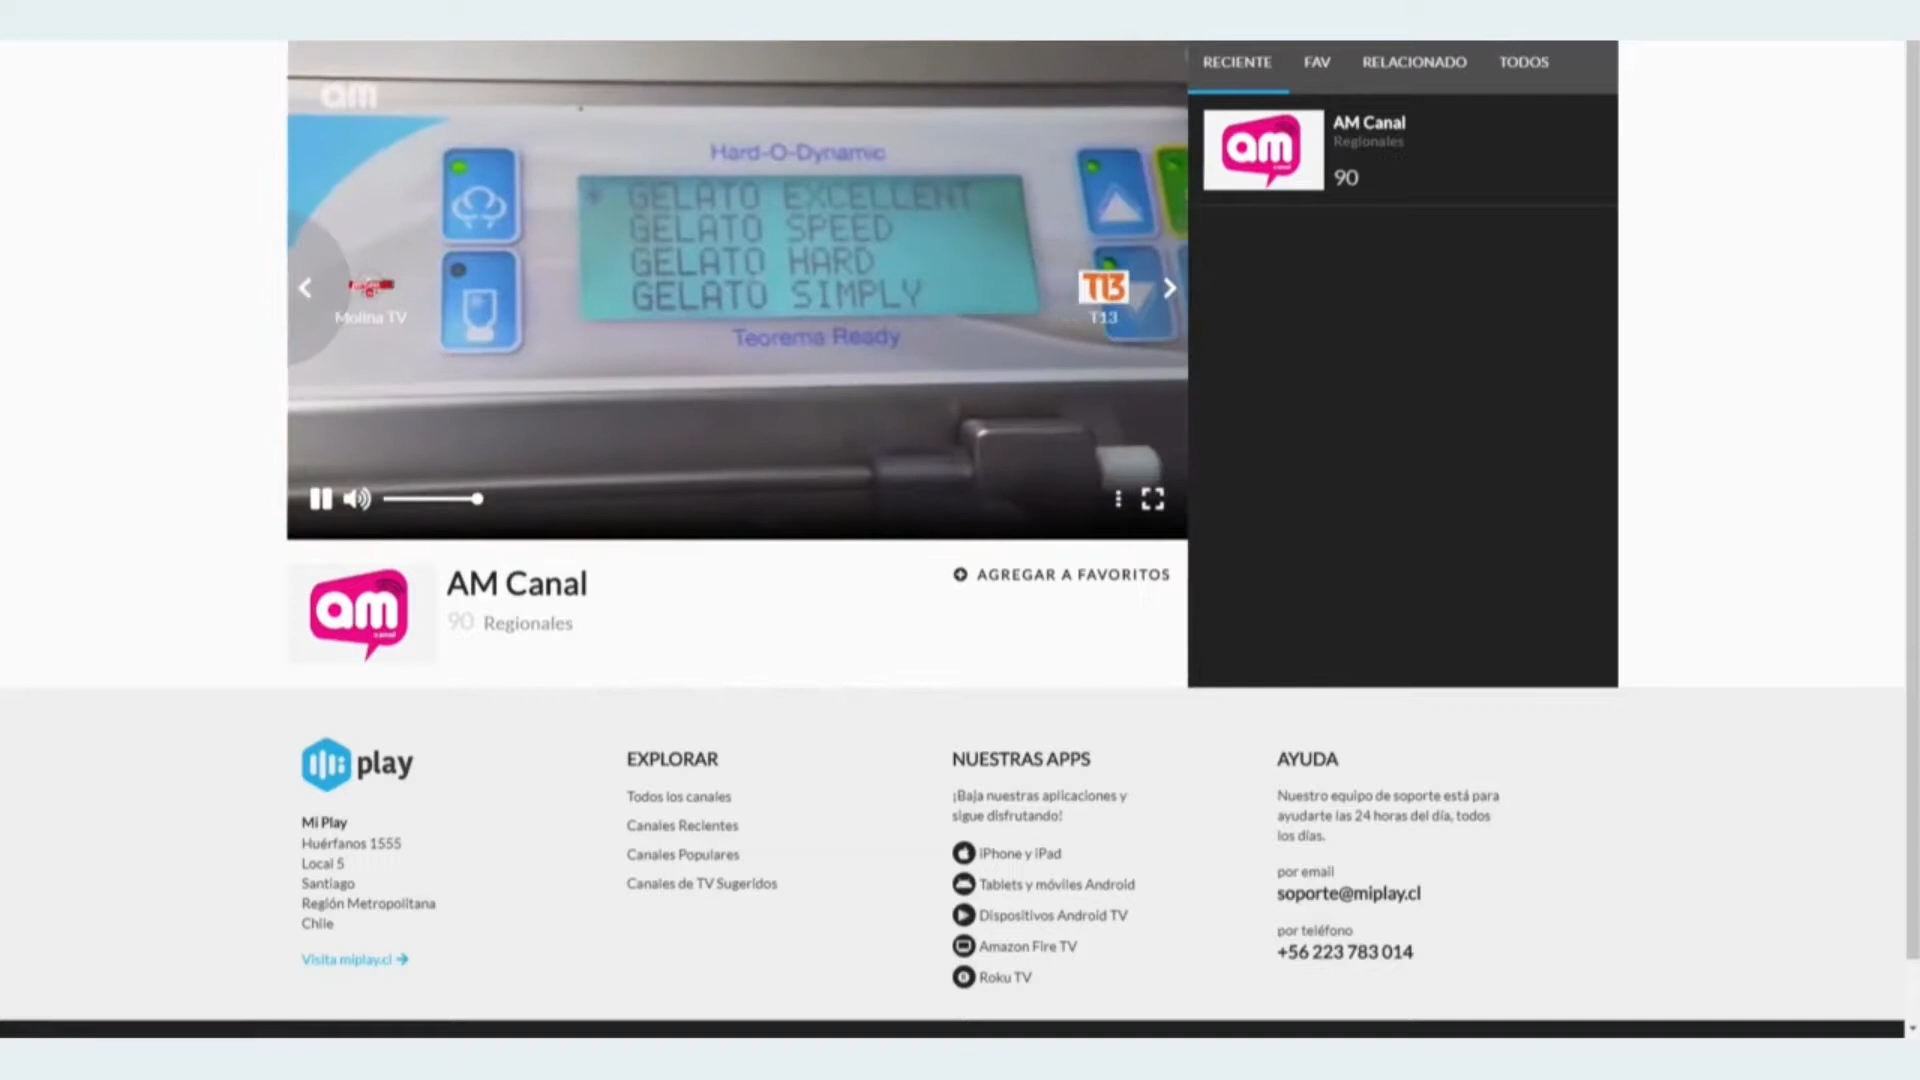 am
Hard-O-Dynamic
GELATO EXCELLENT
GELATO SPEED
GELATO HARD
GELATO SIMPLY
Teorema Ready
Molina TV
T13
T13
RECIENTE FAV RELACIONADO TODOS
am
canal
AM Canal
Regionales
90
am
canal
AM Canal
90 Regionales
AGREGAR A FAVORITOS
play
Mi Play
Huérfanos 1555
Local 5
Santiago
Región Metropolitana
Chile
Visita miplay.cl →
EXPLORAR
Todos los canales
Canales Recientes
Canales Populares
Canales de TV Sugeridos
NUESTRAS APPS
¡Baja nuestras aplicaciones y
sigue disfrutando!
iPhone y iPad
Tablets y móviles Android
Dispositivos Android TV
Amazon Fire TV
Roku TV
AYUDA
Nuestro equipo de soporte está para
ayudarte las 24 horas del día, todos
los días.
por email
soporte@miplay.cl
por teléfono
+56 223 783 014